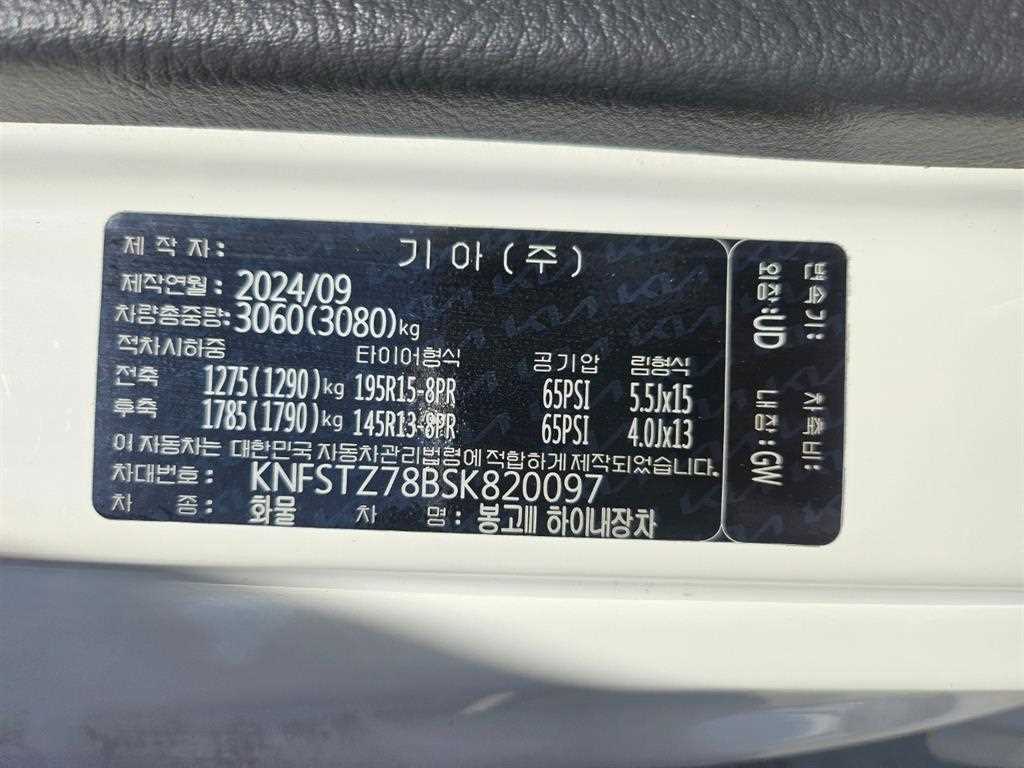 제작자: 기아(주)
제작연월: 2024/09
차량총중량: 3060(3080)kg
적차시하중 타이어형식 공기압 림형식
전축 1275(1290)kg 195R15-8PR 65PSI 5.5Jx15
후축 1785(1790)kg 145R13-8PR 65PSI 4.0Jx13
이 자동차는 대한민국 자동차관리법령에 적합하게 제작되었습니다.
차대번호: KNFSTZ78BSK820097
차종: 화물 차명: 봉고III 하이내장차
변속기: 차축비:
외장:UD 내장:GW